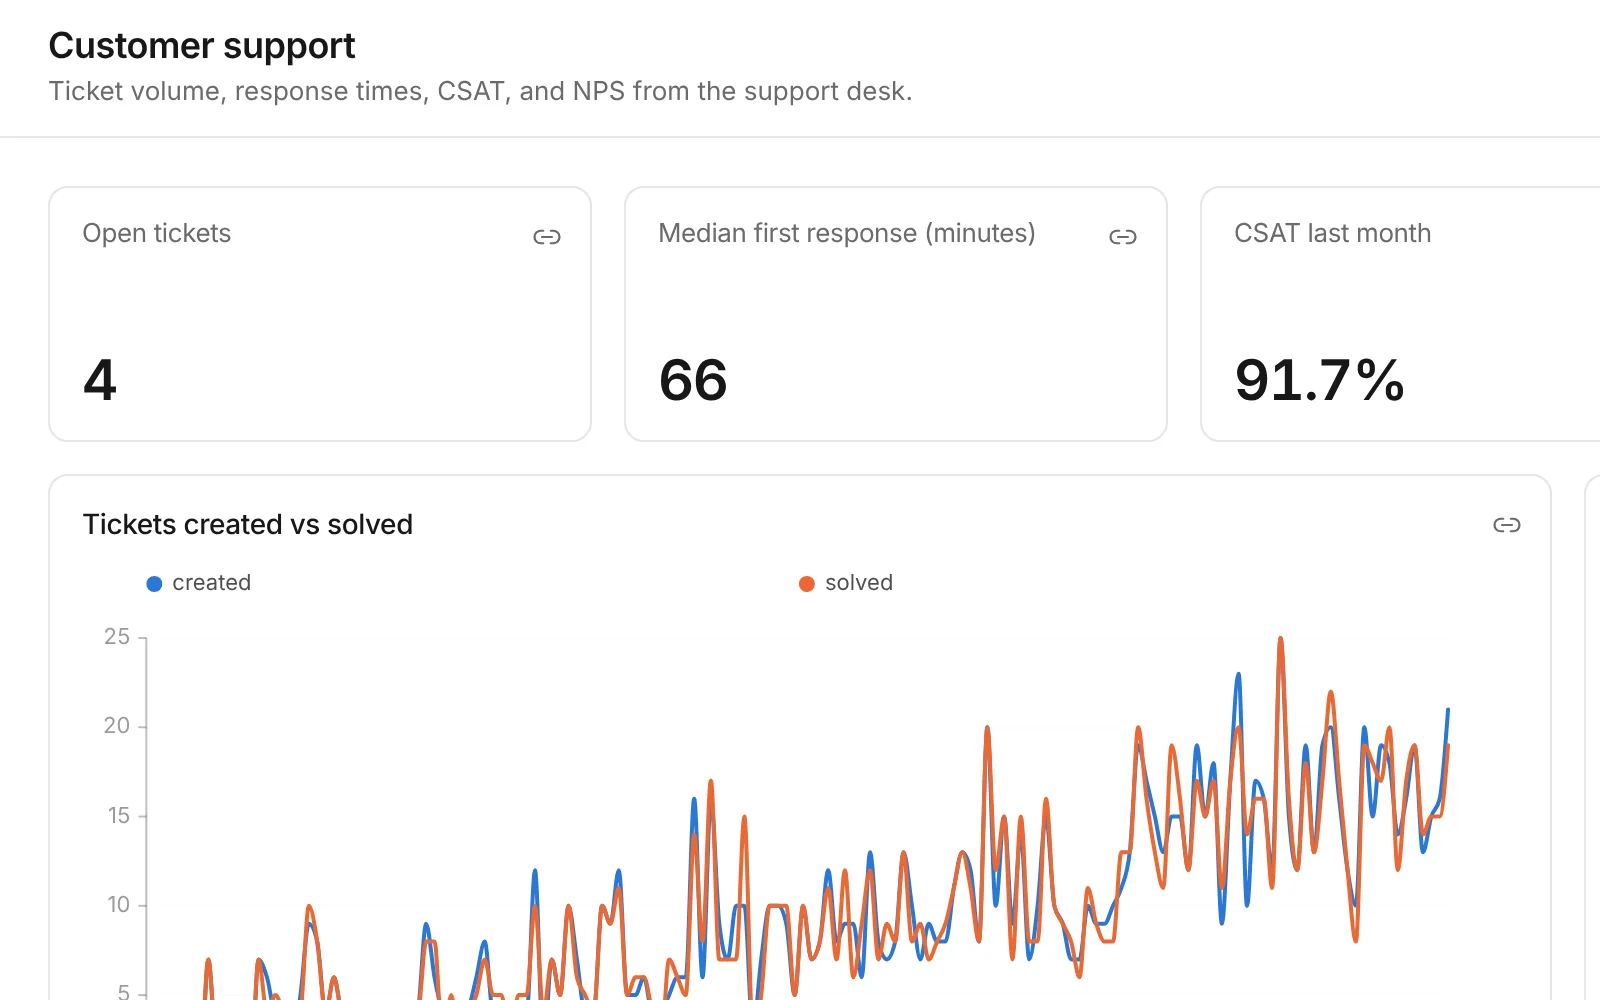 Customer support
Ticket volume, response times, CSAT, and NPS from the support desk.
Open tickets
4
Median first response (minutes)
66
CSAT last month
91.7%
Tickets created vs solved
created
solved
25
20
15
10
5